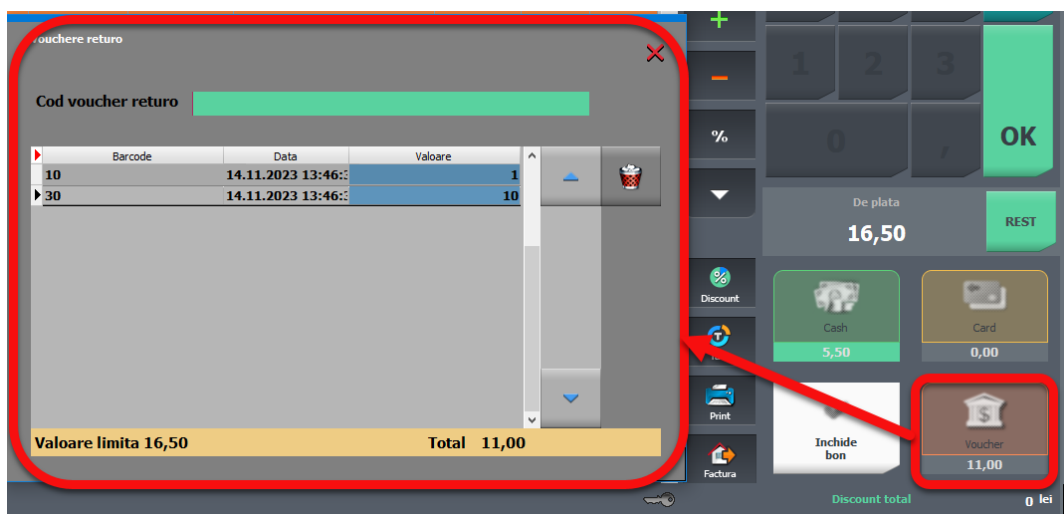 Vouchere returo
Cod voucher returo
Barcode Data Valoare
10 14.11.2023 13:46: 1
30 14.11.2023 13:46: 10
Valoare limita 16,50 Total 11,00
+
−
%
Discount
Print
Factura
1 2 3
0 ,
OK
De plata
16,50
REST
Cash
5,50
Card
0,00
Inchide
bon
Voucher
11,00
Discount total 0 lei